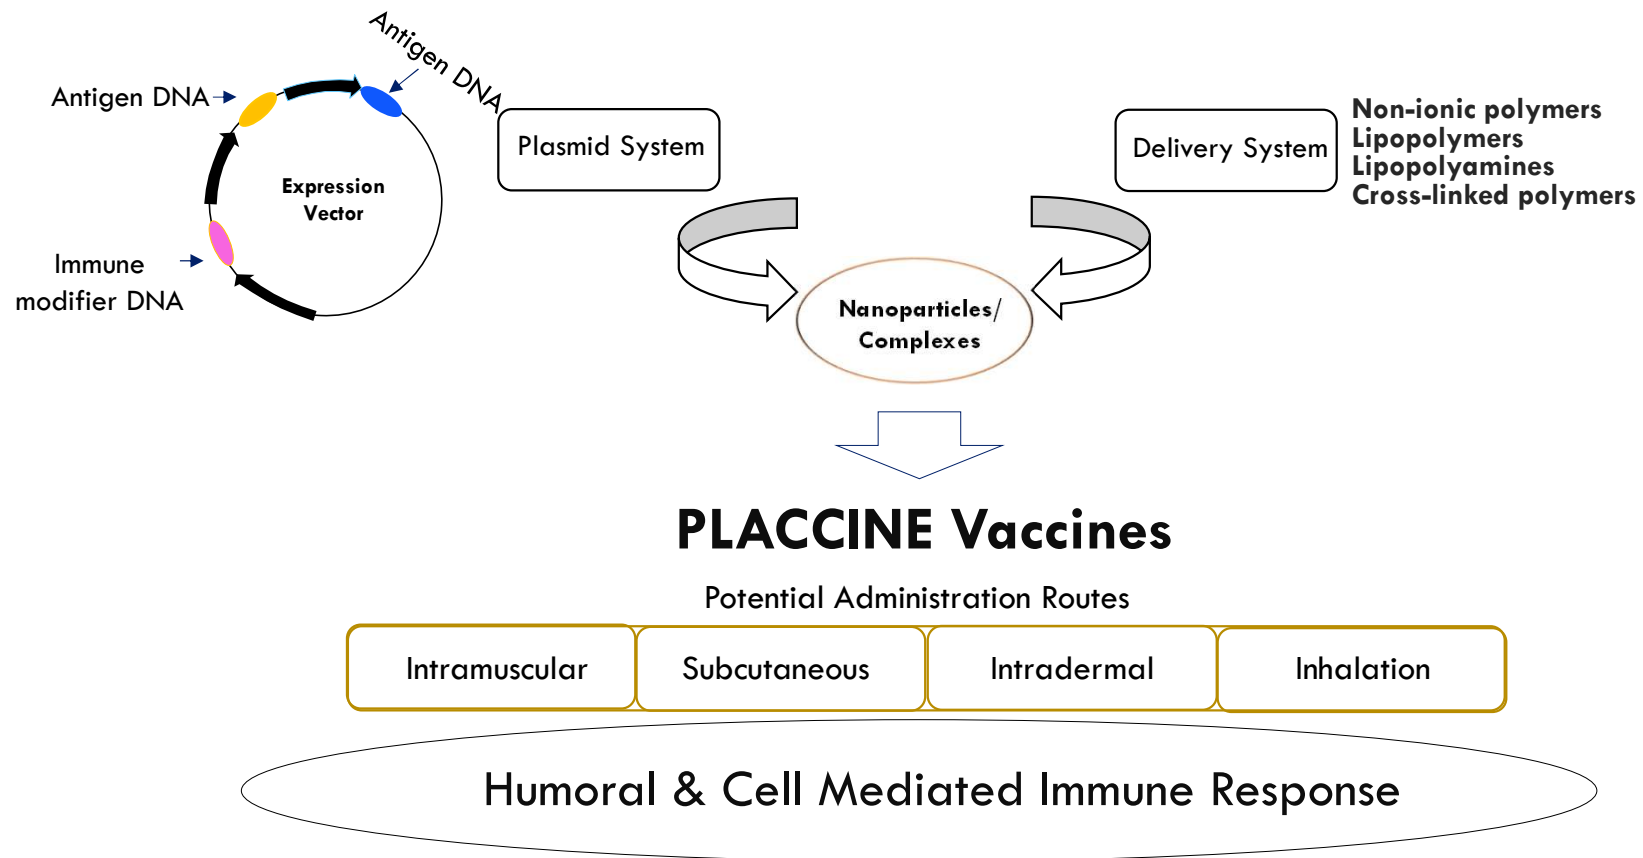 Antigen DNA
Antigen DNA
Expression
Vector
Immune
modifier DNA
Plasmid System
Delivery System
Non-ionic polymers
Lipopolymers
Lipopolyamines
Cross-linked polymers
Nanoparticles/
Complexes
PLACCINE Vaccines
Potential Administration Routes
Intramuscular
Subcutaneous
Intradermal
Inhalation
Humoral & Cell Mediated Immune Response